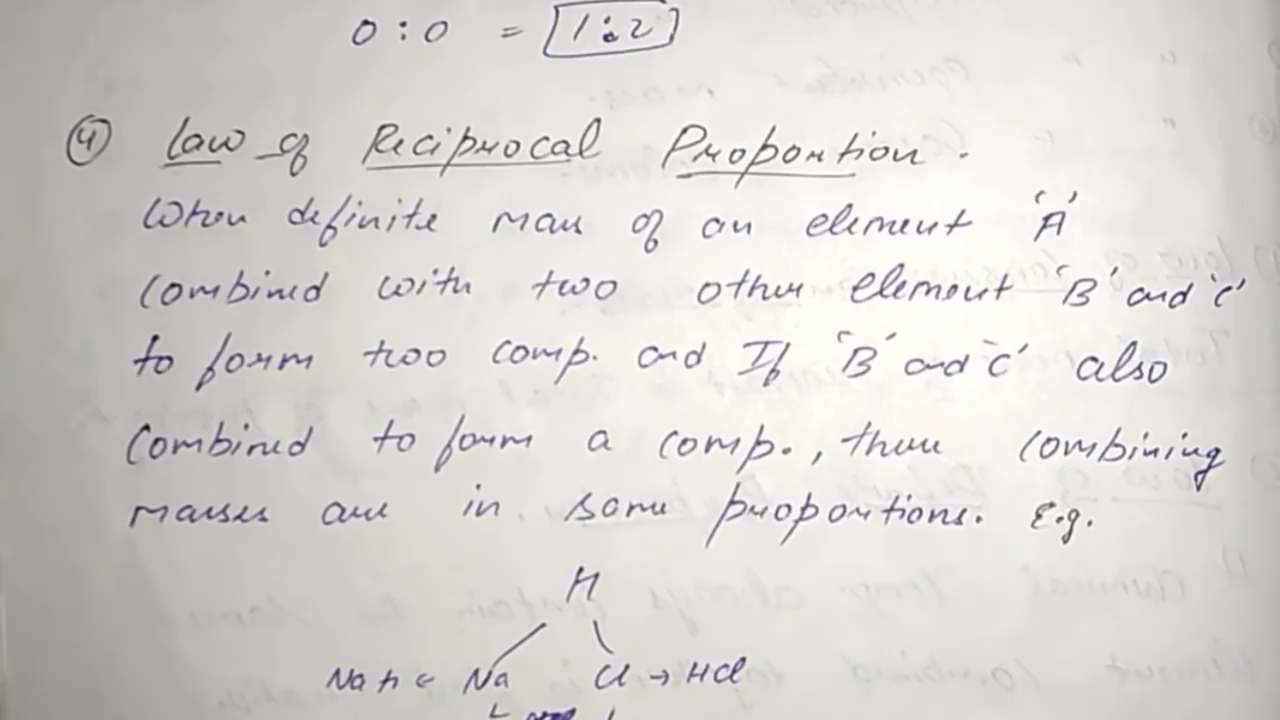 O : O = 1:2
④ Law of Reciprocal Proportion.
When definite mass of an element 'A'
combined with two other element 'B' and 'C'
to form two comp. and If 'B' and 'C' also
Combined to form a comp., then combining
masses are in same proportions. E.g.
H
NaH ← Na Cl → HCl